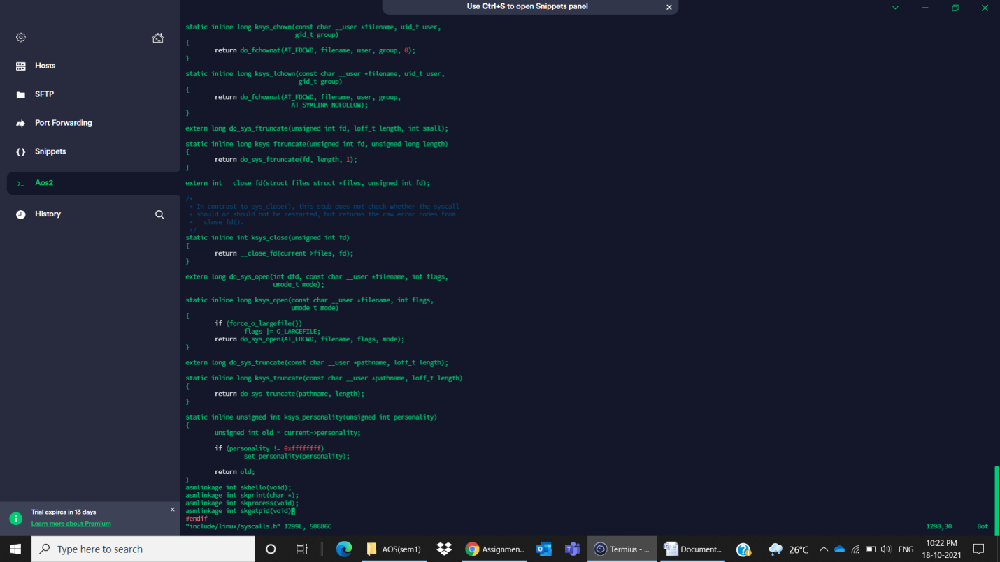 Use Ctrl+S to open Snippets panel
Hosts
SFTP
Port Forwarding
{} Snippets
>_ Aos2
History
static inline long ksys_chown(const char __user *filename, uid_t user,
gid_t group)
{
return do_fchownat(AT_FDCWD, filename, user, group, 0);
}
static inline long ksys_lchown(const char __user *filename, uid_t user,
gid_t group)
{
return do_fchownat(AT_FDCWD, filename, user, group,
AT_SYMLINK_NOFOLLOW);
}
extern long do_sys_ftruncate(unsigned int fd, loff_t length, int small);
static inline long ksys_ftruncate(unsigned int fd, unsigned long length)
{
return do_sys_ftruncate(fd, length, 1);
}
extern int __close_fd(struct files_struct *files, unsigned int fd);
/*
* In contrast to sys_close(), this stub does not check whether the syscall
* should or should not be restarted, but returns the raw error codes from
* __close_fd().
*/
static inline int ksys_close(unsigned int fd)
{
return __close_fd(current->files, fd);
}
extern long do_sys_open(int dfd, const char __user *filename, int flags,
umode_t mode);
static inline long ksys_open(const char __user *filename, int flags,
umode_t mode)
{
if (force_o_largefile())
flags |= O_LARGEFILE;
return do_sys_open(AT_FDCWD, filename, flags, mode);
}
extern long do_sys_truncate(const char __user *pathname, loff_t length);
static inline long ksys_truncate(const char __user *pathname, loff_t length)
{
return do_sys_truncate(pathname, length);
}
static inline unsigned int ksys_personality(unsigned int personality)
{
unsigned int old = current->personality;
if (personality != 0xffffffff)
set_personality(personality);
return old;
}
asmlinkage int skhello(void);
asmlinkage int skprint(char *);
asmlinkage int skprocess(void);
asmlinkage int skgetpid(void);
#endif
"include/linux/syscalls.h" 1299L, 50686C
1298,30 Bot
Trial expires in 13 days
Learn more about Premium
Type here to search
AOS(sem1)
Assignmen...
Termius - ...
Document...
26°C
ENG
10:22 PM
18-10-2021